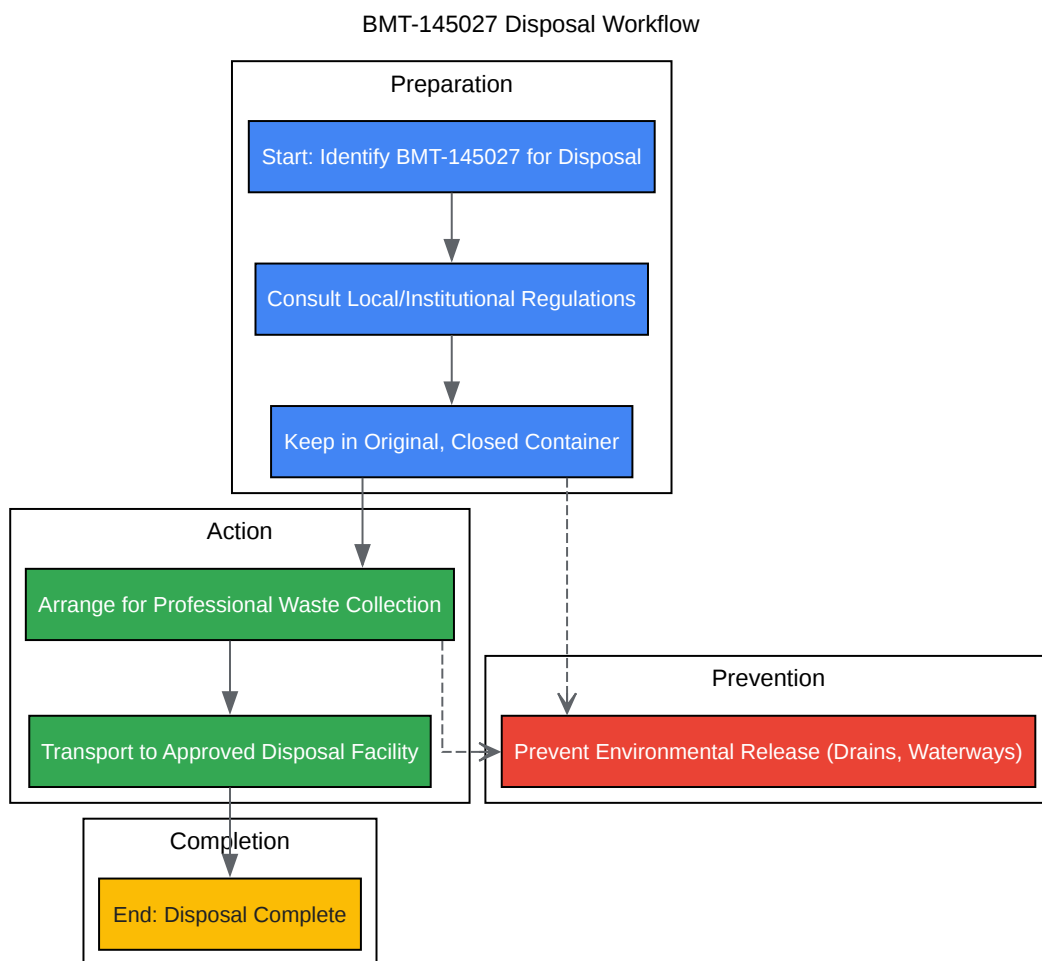 BMT-145027 Disposal Workflow
Preparation
Start: Identify BMT-145027 for Disposal
Consult Local/Institutional Regulations
Keep in Original, Closed Container
Action
Arrange for Professional Waste Collection
Transport to Approved Disposal Facility
Prevention
Prevent Environmental Release (Drains, Waterways)
Completion
End: Disposal Complete